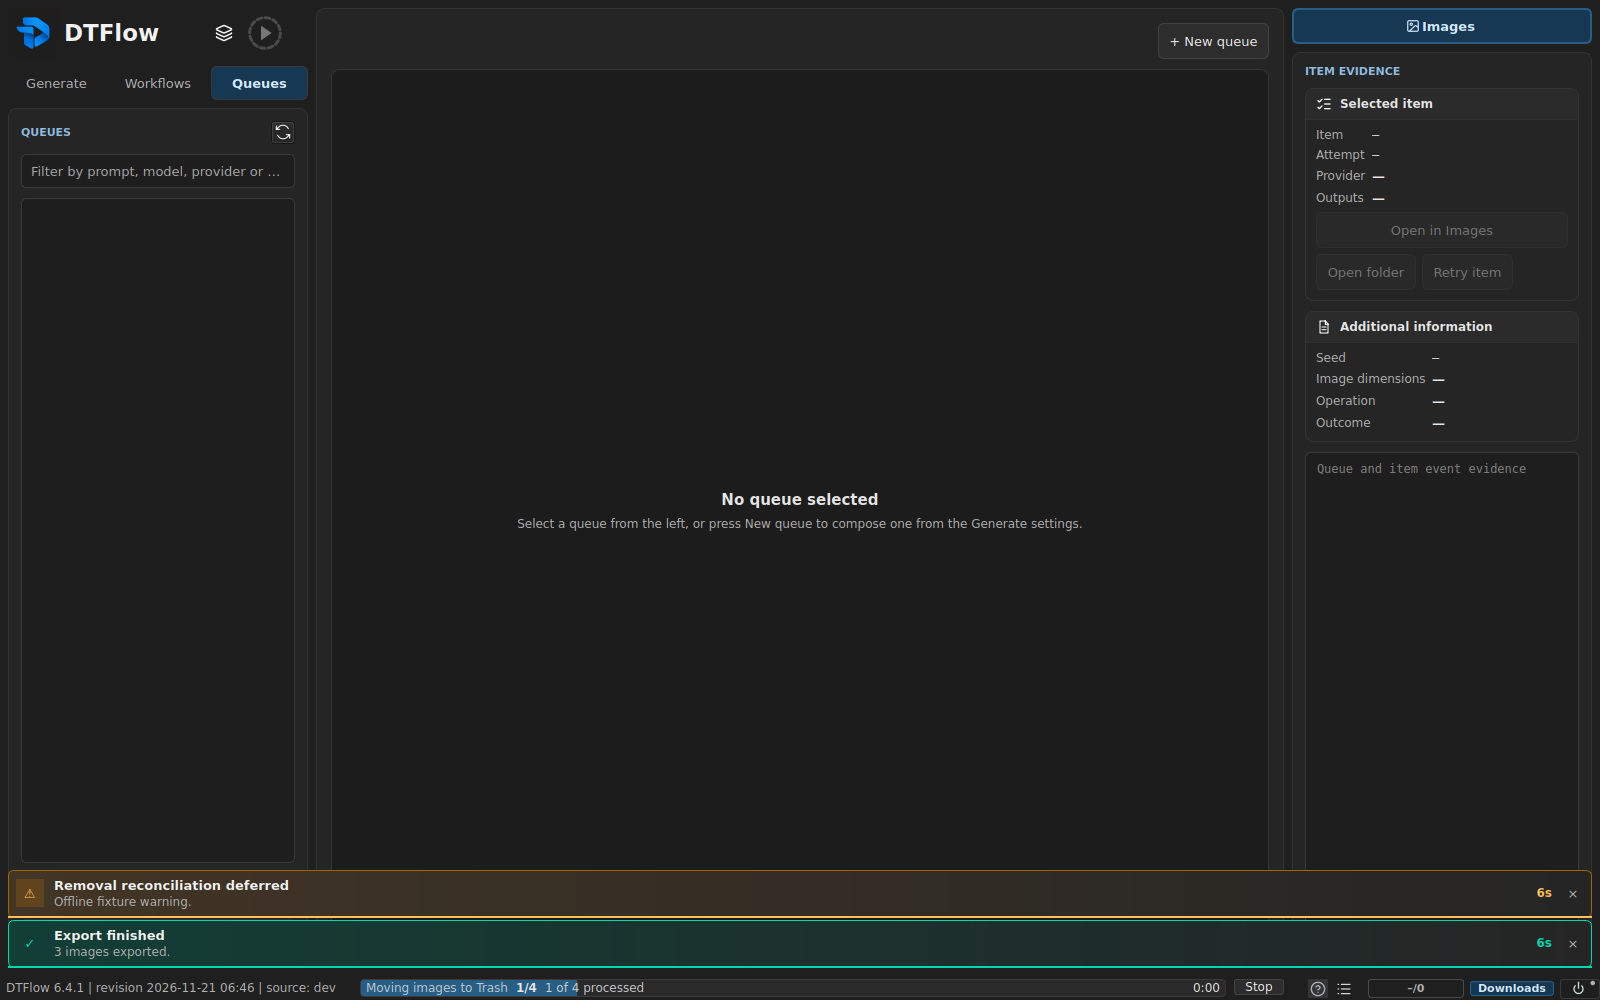 DTFlow
Generate
Workflows
Queues
QUEUES
Filter by prompt, model, provider or ...
+ New queue
No queue selected
Select a queue from the left, or press New queue to compose one from the Generate settings.
Images
ITEM EVIDENCE
Selected item
Item –
Attempt –
Provider —
Outputs —
Open in Images
Open folder
Retry item
Additional information
Seed –
Image dimensions —
Operation —
Outcome —
Queue and item event evidence
Removal reconciliation deferred
Offline fixture warning.
6s ×
Export finished
3 images exported.
6s ×
DTFlow 6.4.1 | revision 2026-11-21 06:46 | source: dev
Moving images to Trash 1/4 1 of 4 processed
0:00
Stop
–/0
Downloads